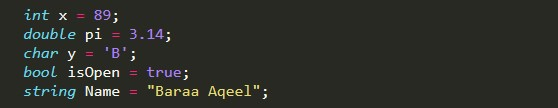 int x = 89;
double pi = 3.14;
char y = 'B';
bool isOpen = true;
string Name = "Baraa Aqeel";